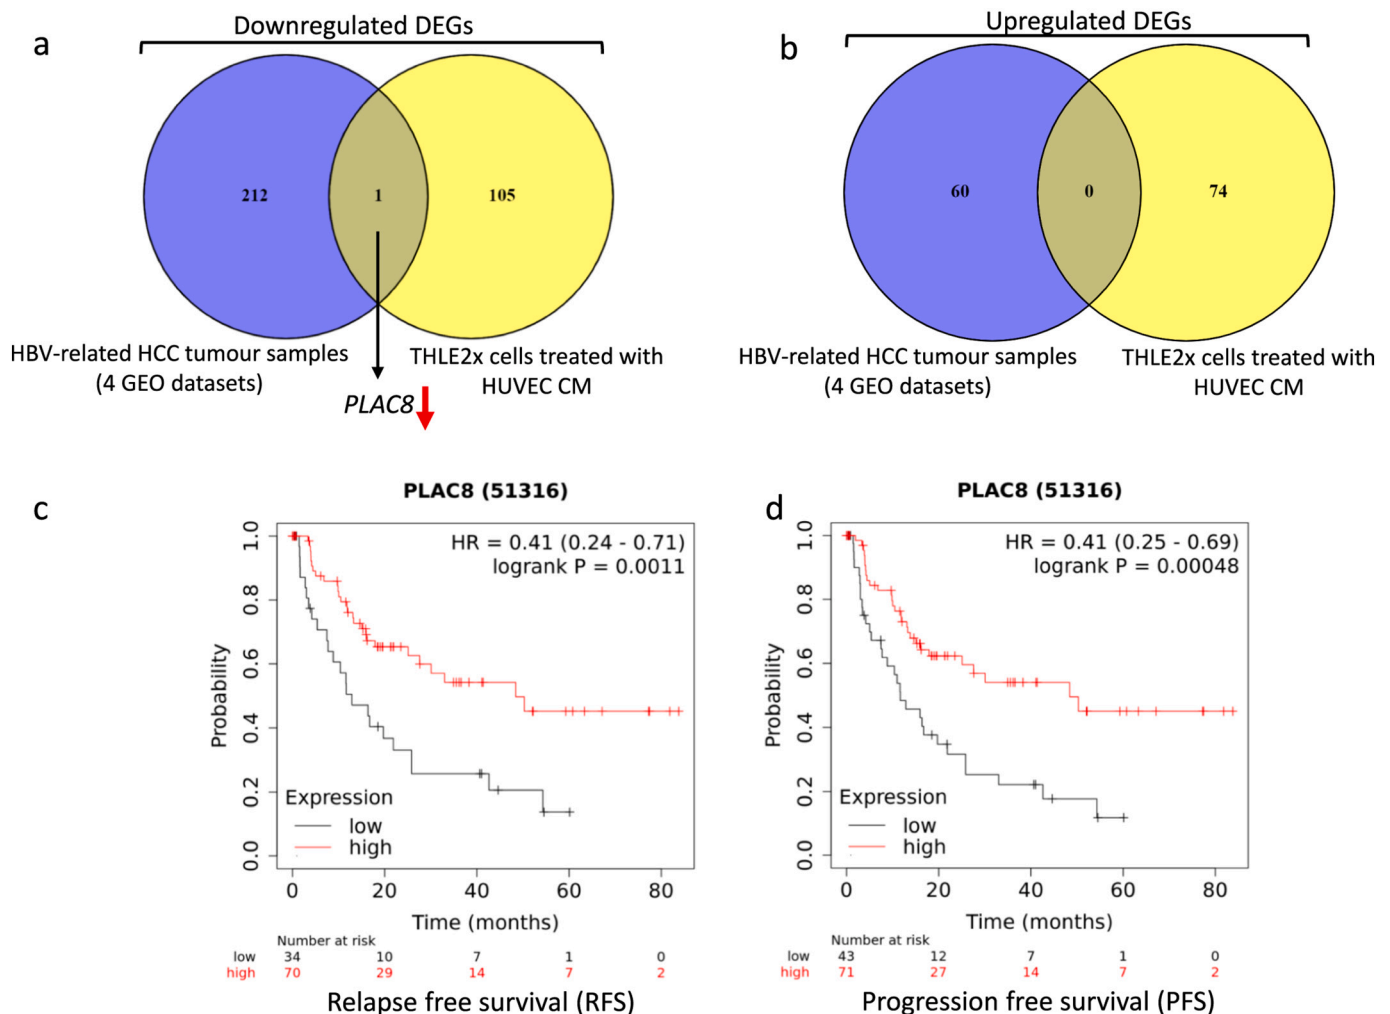 a
Downregulated DEGs
212
1
105
HBV-related HCC tumour samples
(4 GEO datasets)
THLE2x cells treated with
HUVEC CM
PLAC8
b
Upregulated DEGs
60
0
74
HBV-related HCC tumour samples
(4 GEO datasets)
THLE2x cells treated with
HUVEC CM
c
PLAC8 (51316)
HR = 0.41 (0.24 - 0.71)
logrank P = 0.0011
Probability
1.0
0.8
0.6
0.4
0.2
0.0
Expression
low
high
0 20 40 60 80
Time (months)
Number at risk
low 34 10 7 1 0
high 70 29 14 7 2
Relapse free survival (RFS)
d
PLAC8 (51316)
HR = 0.41 (0.25 - 0.69)
logrank P = 0.00048
Probability
1.0
0.8
0.6
0.4
0.2
0.0
Expression
low
high
0 20 40 60 80
Time (months)
Number at risk
low 43 12 7 1 0
high 71 27 14 7 2
Progression free survival (PFS)